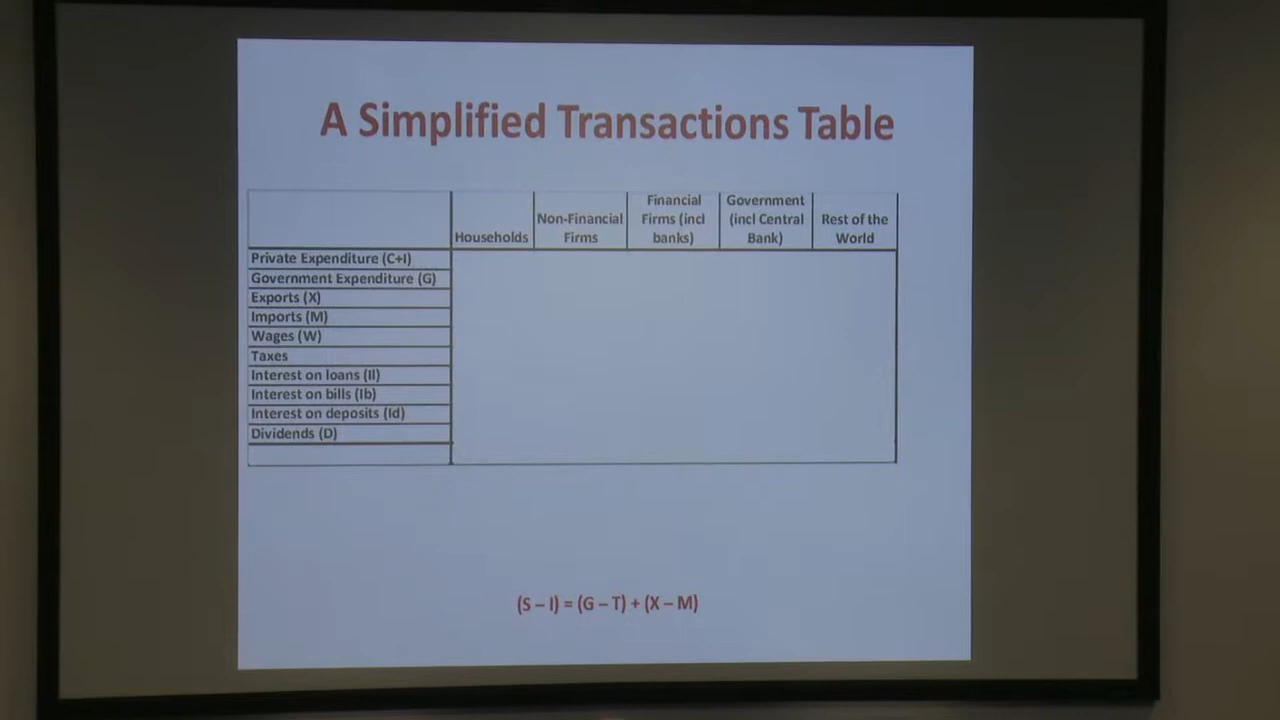 A Simplified Transactions Table
Financial
Government
Non-Financial
Firms (incl
(incl Central
Rest of the
Households
Firms
banks)
Bank)
World
Private Expenditure (C+I)
Government Expenditure (G)
Exports (X)
Imports (M)
Wages (W)
Taxes
Interest on loans (Il)
Interest on bills (Ib)
Interest on deposits (Id)
Dividends (D)
(S – I) = (G – T) + (X – M)